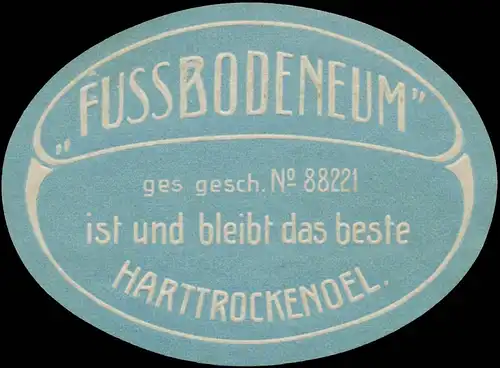 „FUSSBODENEUM”
ges gesch. Nº 88221
ist und bleibt das beste
HARTTROCKENOEL.